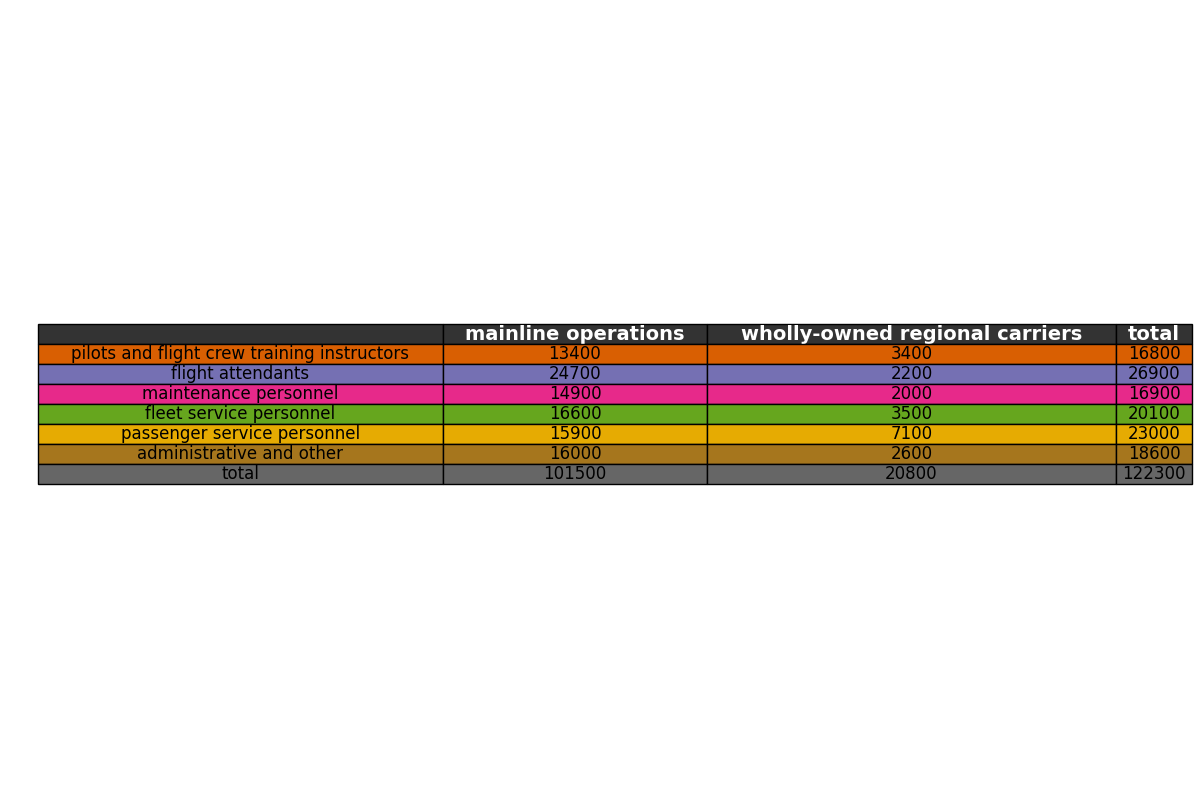 mainline operations wholly-owned regional carriers total
pilots and flight crew training instructors 13400 3400 16800
flight attendants 24700 2200 26900
maintenance personnel 14900 2000 16900
fleet service personnel 16600 3500 20100
passenger service personnel 15900 7100 23000
administrative and other 16000 2600 18600
total 101500 20800 122300